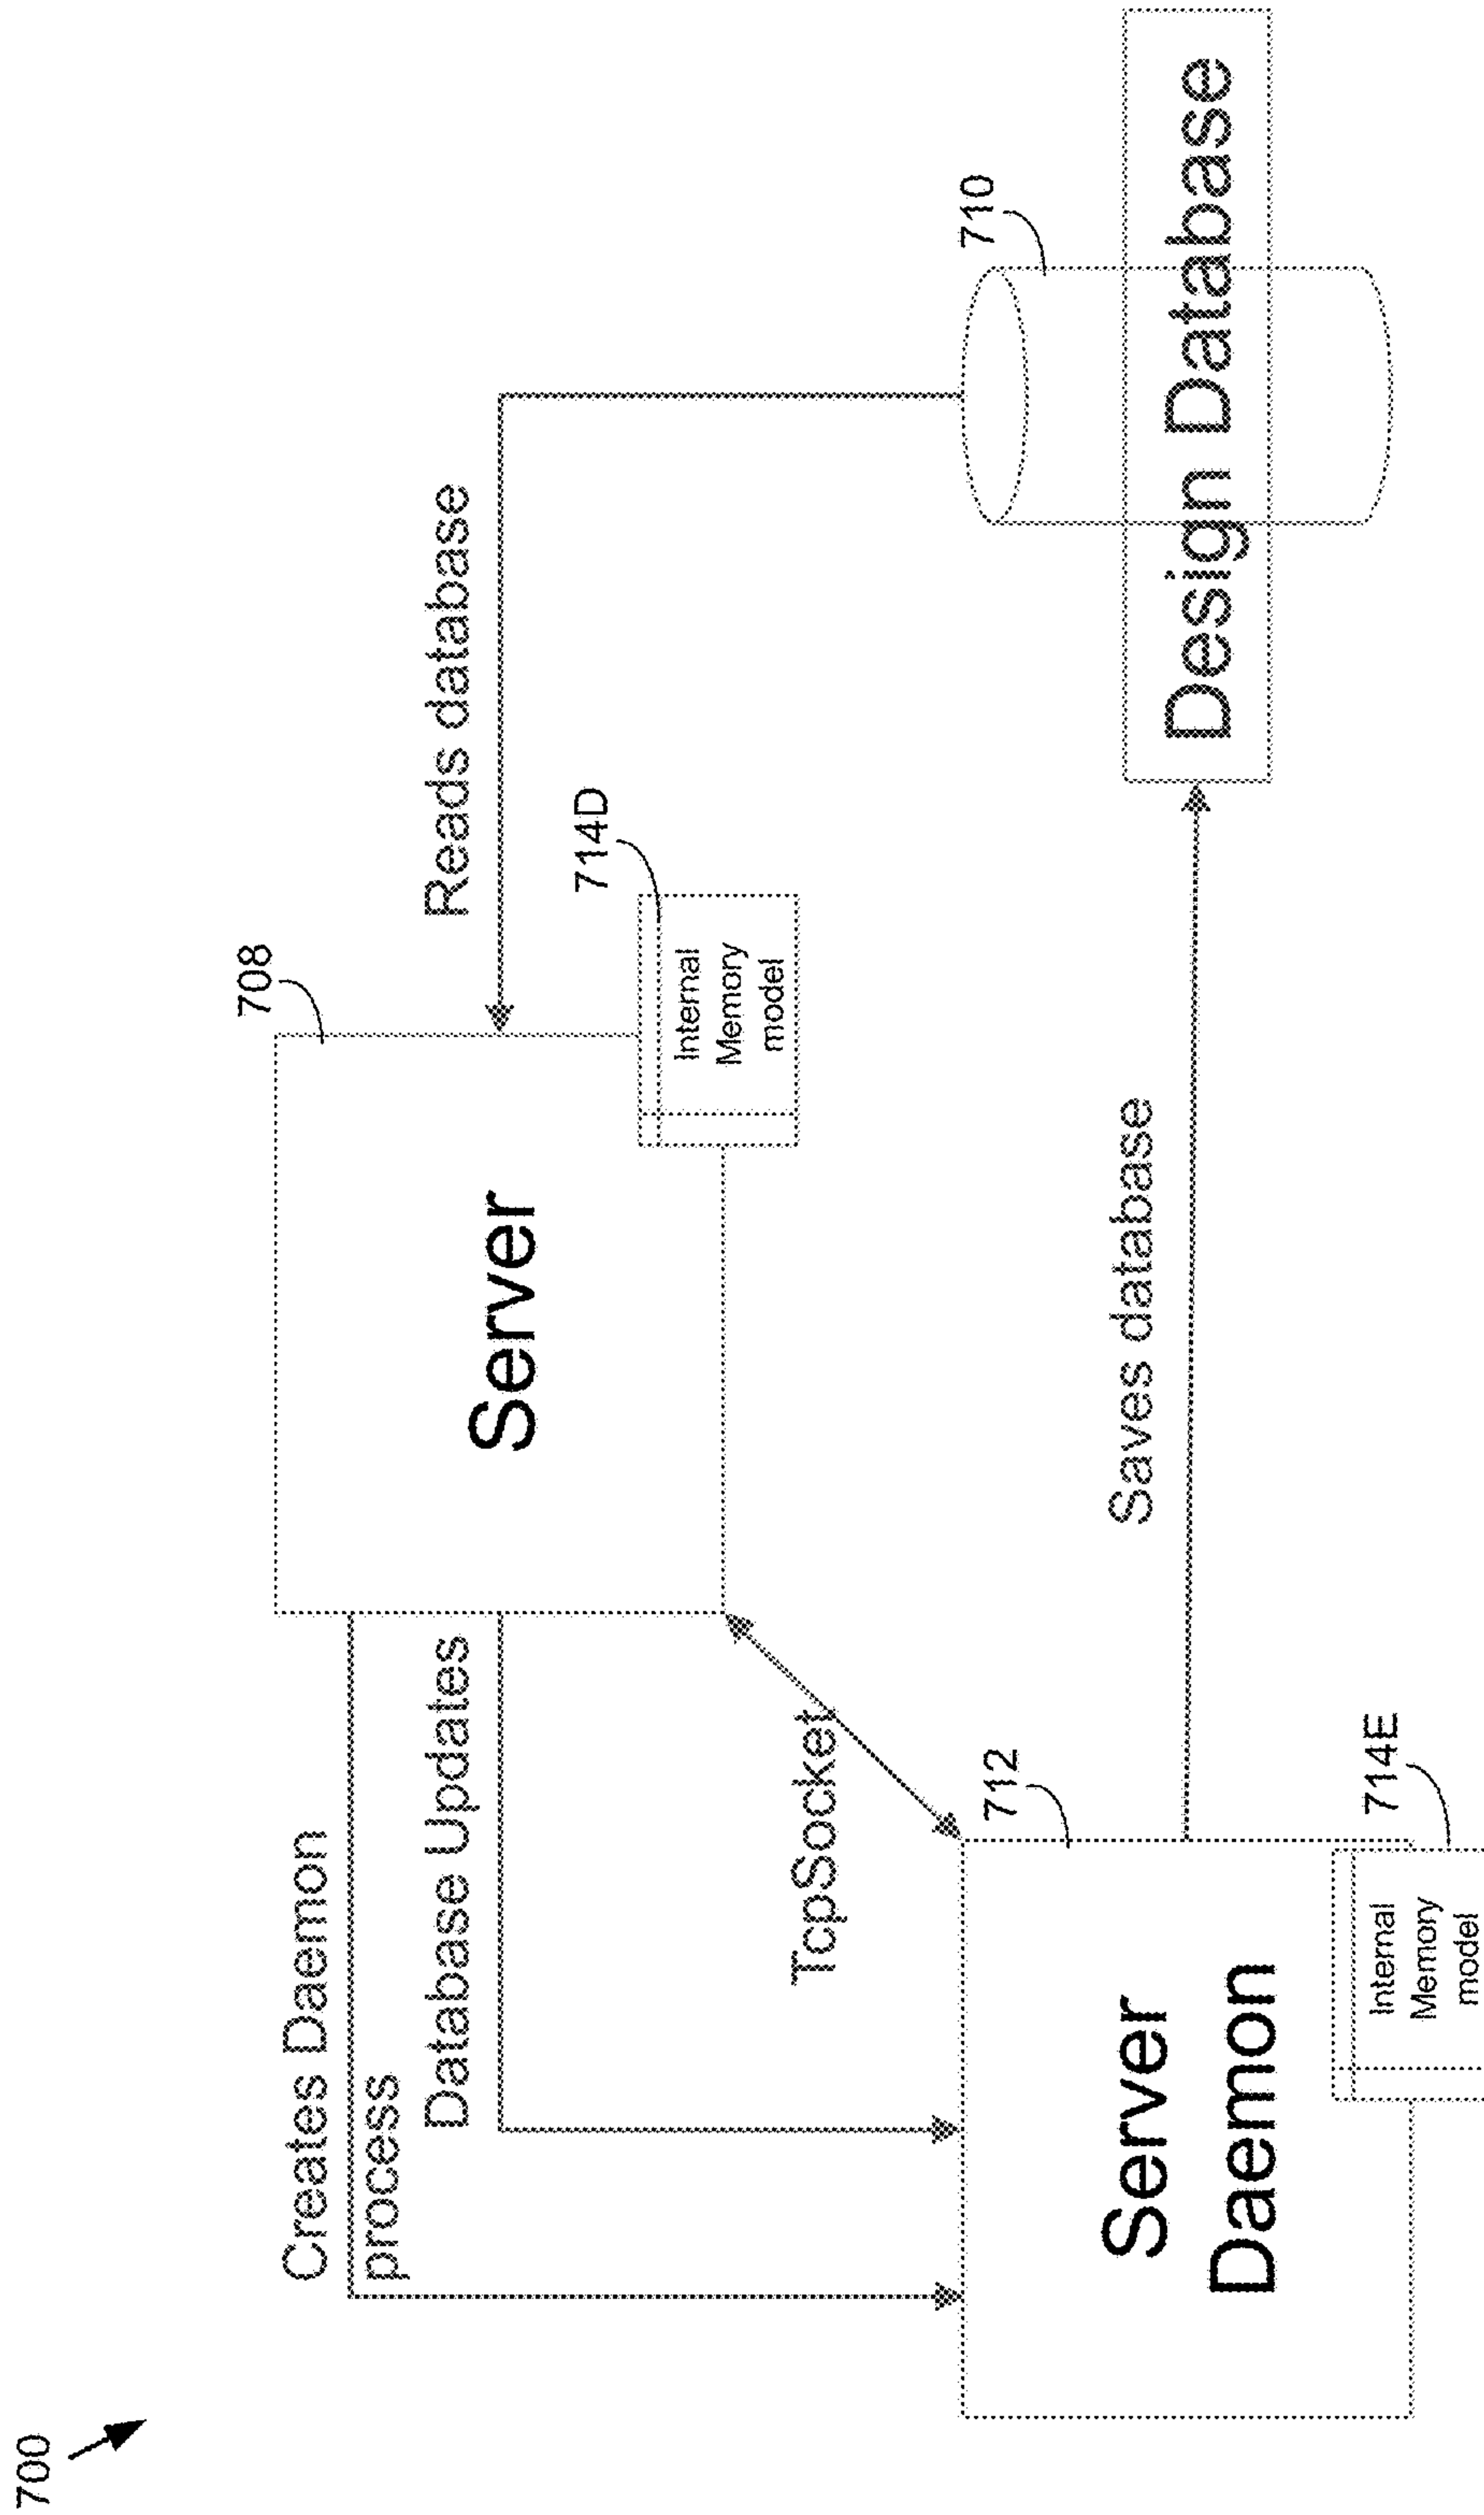 700
Creates Daemon
process
Database Updates
708
Server
Reads database
714D
Internal
Memory
model
TcpSocket
712
Server
Daemon
714E
Internal
Memory
model
Saves database
710
Design Database